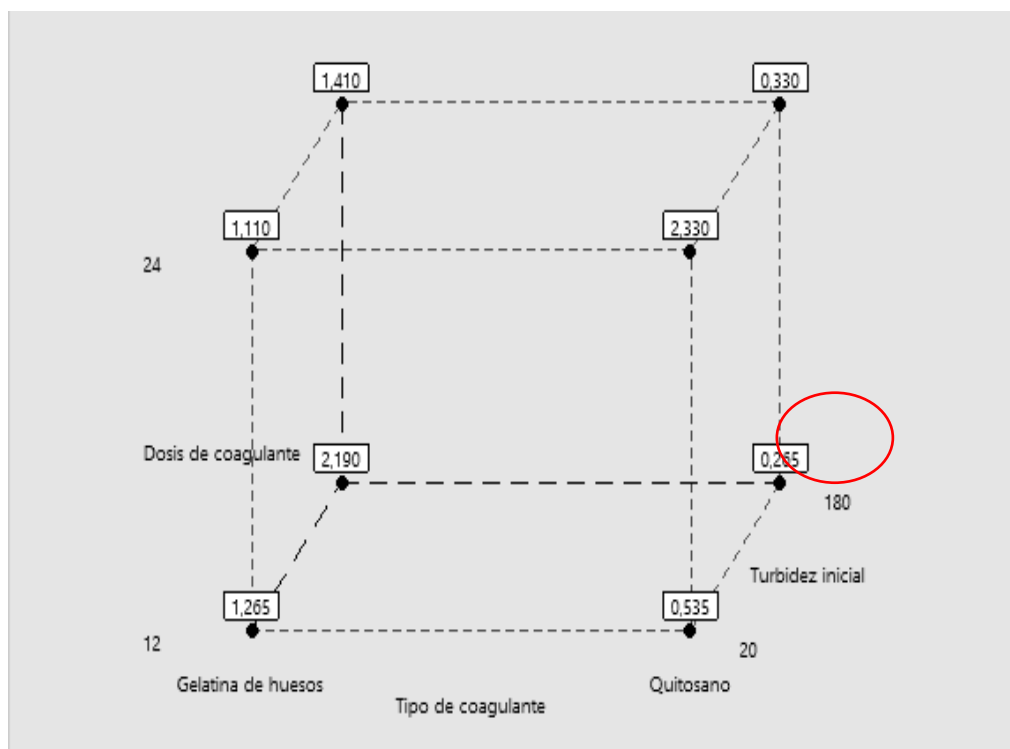 1,410
0,330
1,110
2,330
24
Dosis de coagulante
2,190
0,265
180
Turbidez inicial
1,265
0,535
12
20
Gelatina de huesos
Quitosano
Tipo de coagulante